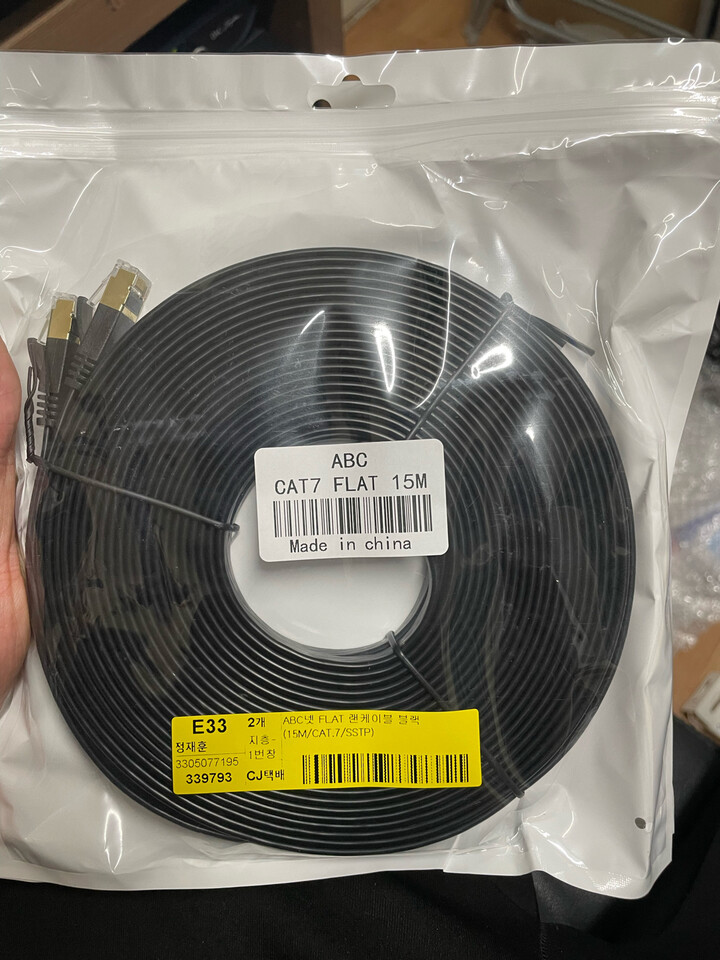 ABC
CAT7 FLAT 15M
Made in china
E33
정재훈
3305077195
339793
2개
지층-
1번장
CJ택배
ABC넷 FLAT 랜케이블 블랙
(15M/CAT.7/SSTP)